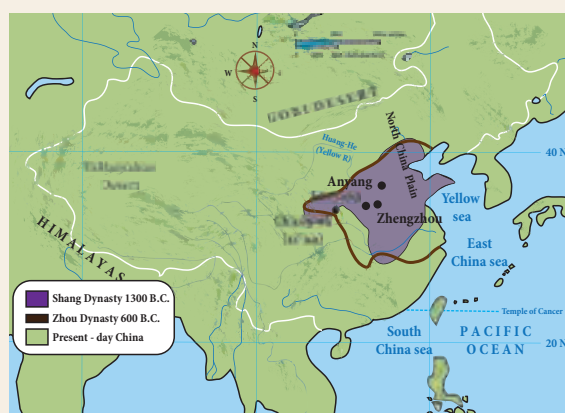 N
W
S
GOBI DESERT
Huang-He
(Yellow R)
North China Plain
40 N
Anyang
Zhengzhou
Yellow
sea
East
China sea
HIMALAYAS
Shang Dynasty 1300 B.C.
Zhou Dynasty 600 B.C.
Present - day China
Temple of Cancer
South
China sea
PACIFIC
OCEAN
20 N